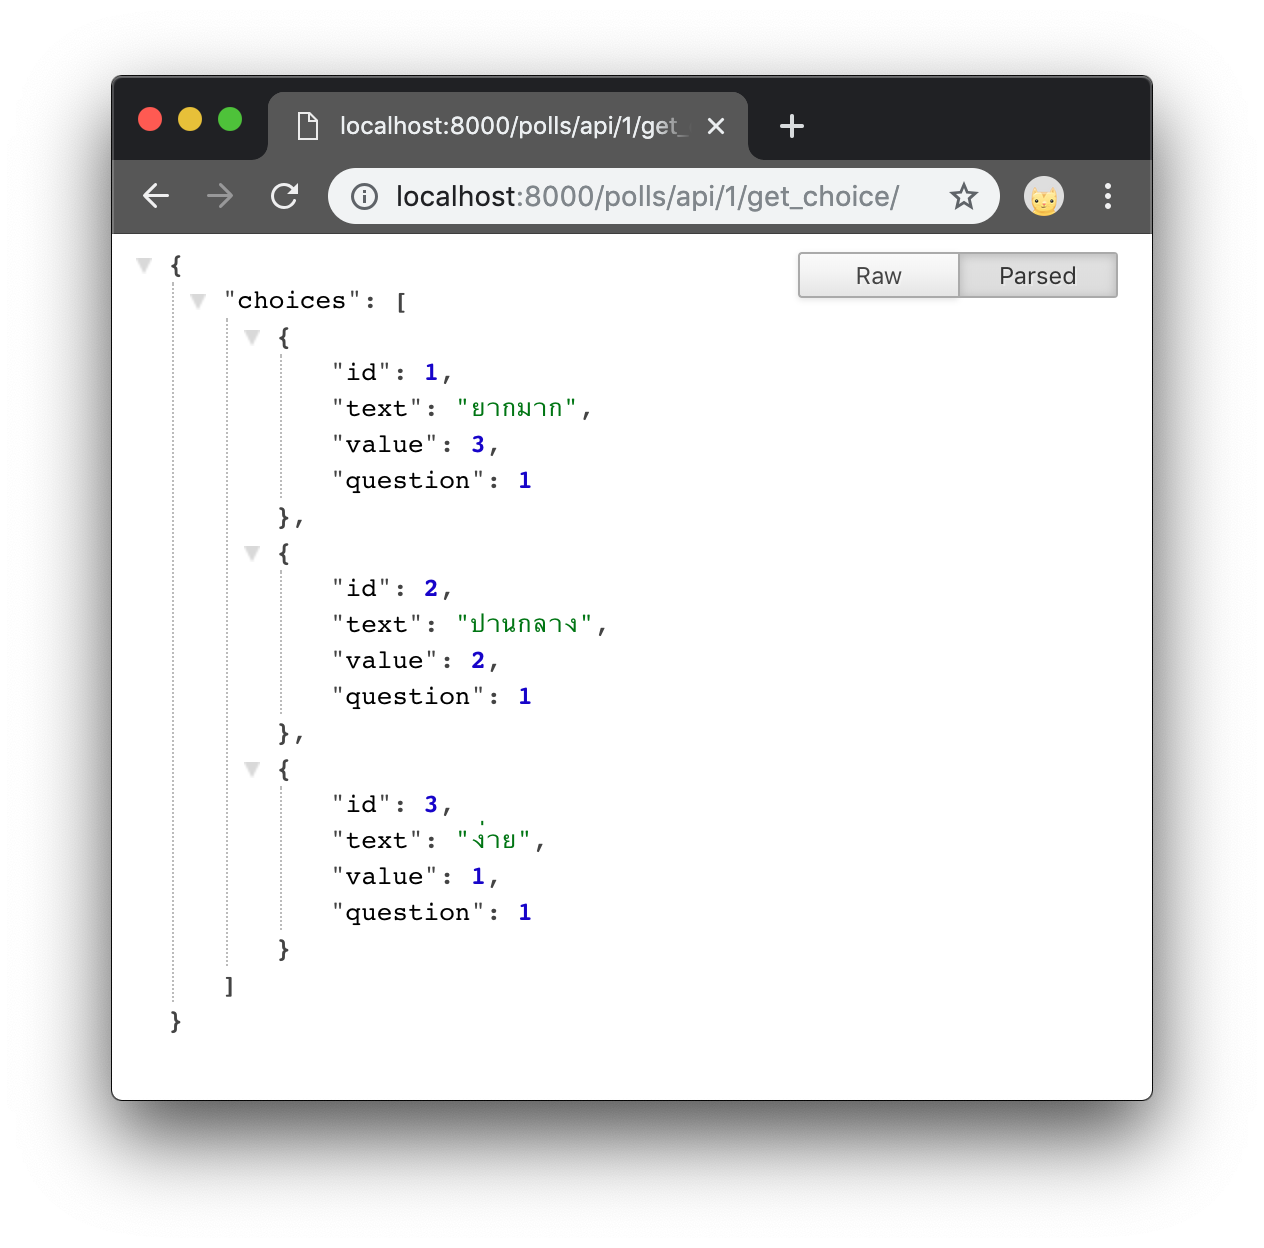 localhost:8000/polls/api/1/get_
localhost:8000/polls/api/1/get_choice/
Raw Parsed
{
"choices": [
{
"id": 1,
"text": "ยากมาก",
"value": 3,
"question": 1
},
{
"id": 2,
"text": "ปานกลาง",
"value": 2,
"question": 1
},
{
"id": 3,
"text": "ง่าย",
"value": 1,
"question": 1
}
]
}